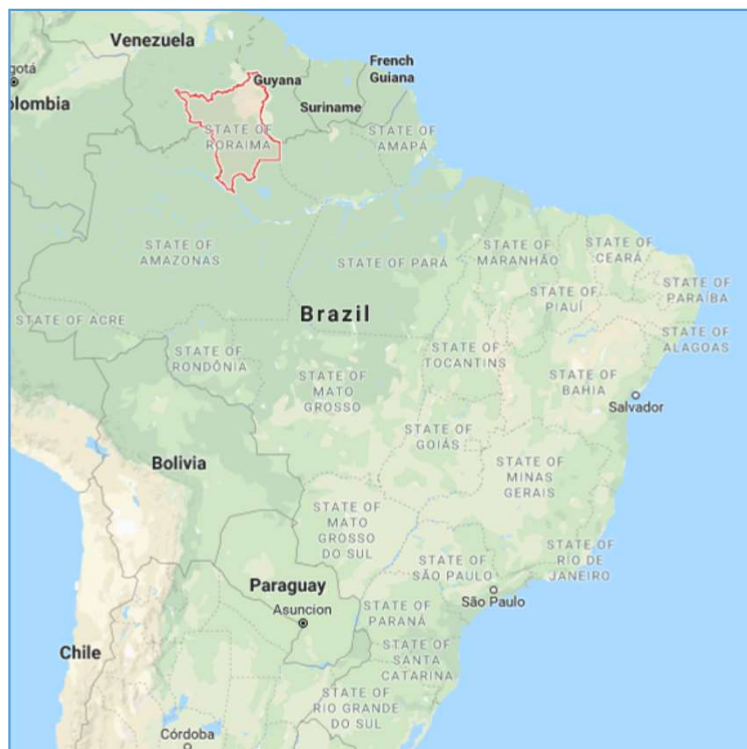 Venezuela
French
Guiana
Guyana
gotá
olombia
Suriname
STATE OF
RORAIMA
STATE OF
AMAPÁ
STATE OF
AMAZONAS
STATE OF PARÁ
STATE OF
MARANHÃO
STATE OF
CEARÁ
STATE OF
PARAÍBA
STATE OF
PIAUÍ
Brazil
STATE OF ACRE
STATE OF
ALAGOAS
STATE OF
RONDÔNIA
STATE OF
TOCANTINS
STATE OF
MATO
GROSSO
STATE OF
BAHIA
Salvador
STATE OF
GOIÁS
Bolivia
STATE OF
MINAS
GERAIS
STATE OF
MATO
GROSSO
DO SUL
STATE OF
RIO DE
JANEIRO
STATE OF
SÃO PAULO
São Paulo
Paraguay
Asuncion
STATE OF
PARANÁ
Chile
STATE OF
SANTA
CATARINA
STATE OF
RIO GRANDE
DO SUL
Córdoba